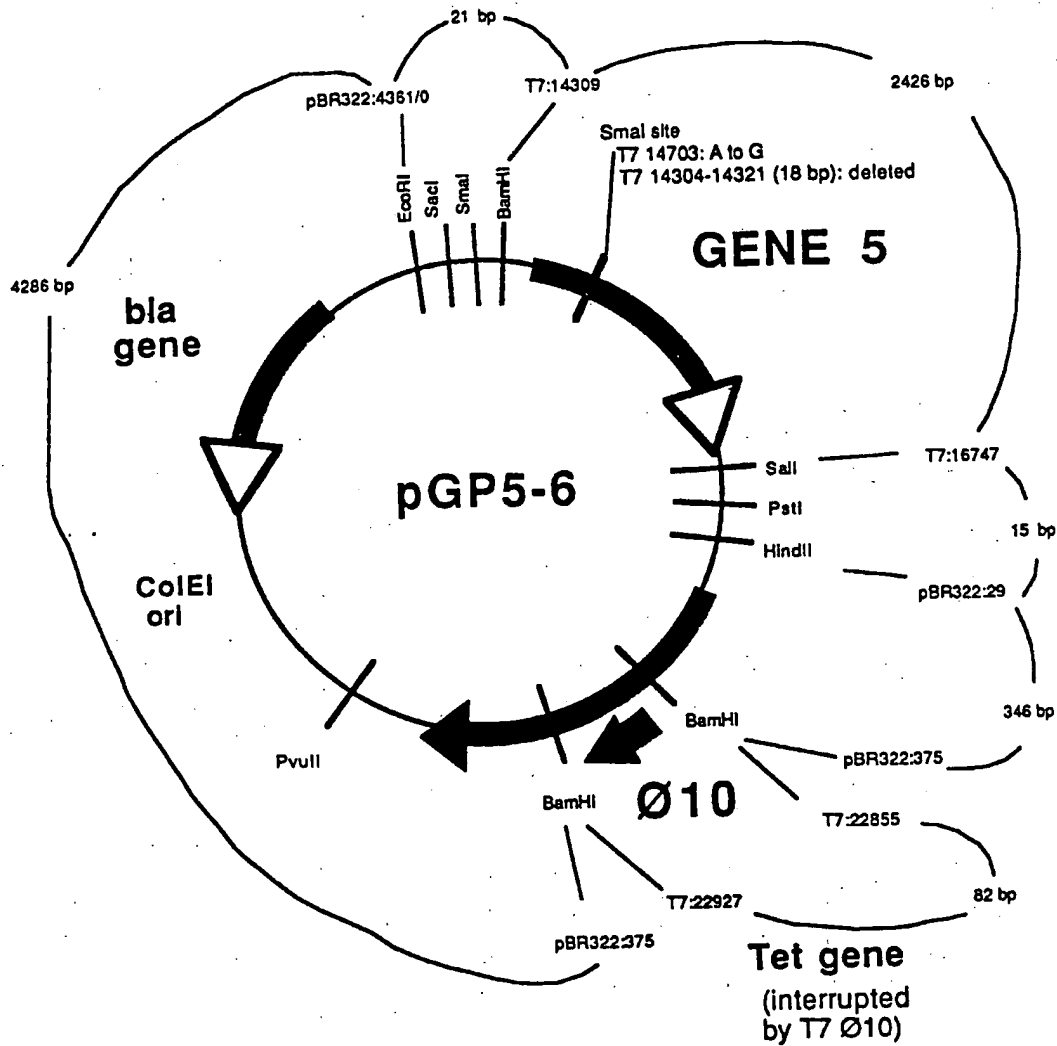 21 bp
pBR322:4361/0
T7:14309
2426 bp
SmaI site
T7 14703: A to G
T7 14304-14321 (18 bp): deleted
EcoRI
SacI
SmaI
BamHI
GENE 5
4286 bp
bla
gene
pGP5-6
SalI
T7:16747
PstI
15 bp
HindII
pBR322:29
ColEI
ori
346 bp
BamHI
PvuII
pBR322:375
BamHI
Ø10
T7:22855
T7:22927
82 bp
pBR322:375
Tet gene
(interrupted
by T7 Ø10)